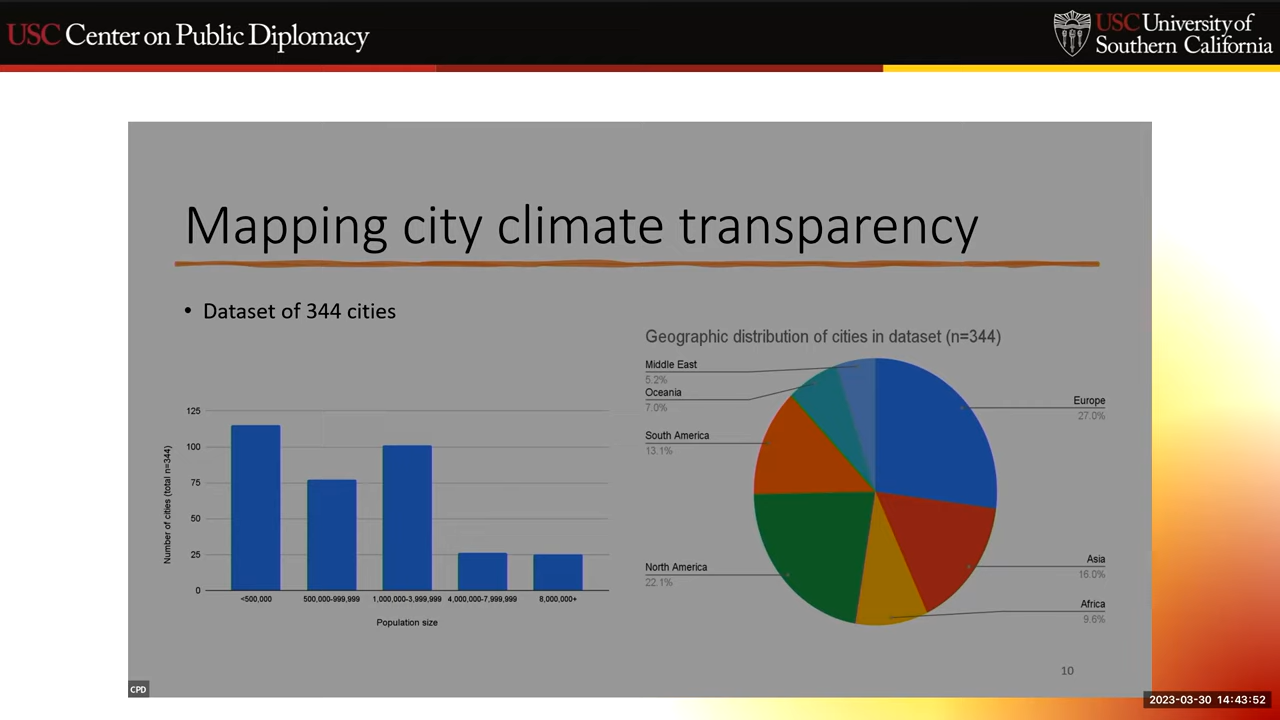 USC Center on Public Diplomacy
USC University of
Southern California
Mapping city climate transparency
• Dataset of 344 cities
Number of cities (total n=344)
125
100
75
50
25
0
<500,000
500,000-999,999
1,000,000-3,999,999
4,000,000-7,999,999
8,000,000+
Population size
Geographic distribution of cities in dataset (n=344)
Middle East
5.2%
Oceania
7.0%
South America
13.1%
North America
22.1%
Europe
27.0%
Asia
16.0%
Africa
9.6%
10
CPD
2023-03-30 14:43:52